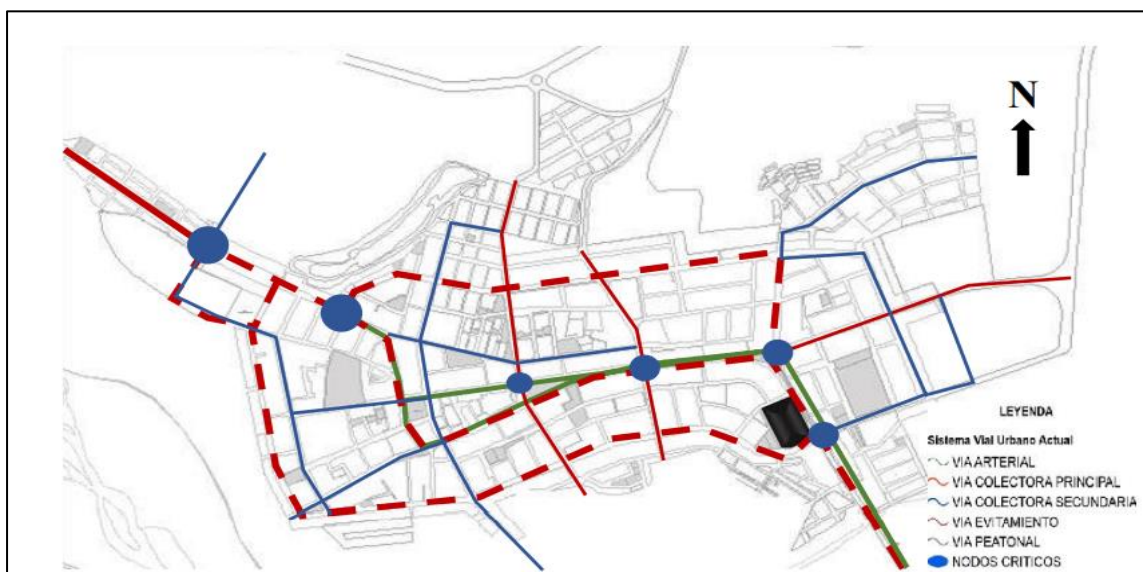 N
LEYENDA
Sistema Vial Urbano Actual
VIA ARTERIAL
VIA COLECTORA PRINCIPAL
VIA COLECTORA SECUNDARIA
VIA EVITAMIENTO
VIA PEATONAL
NODOS CRITICOS